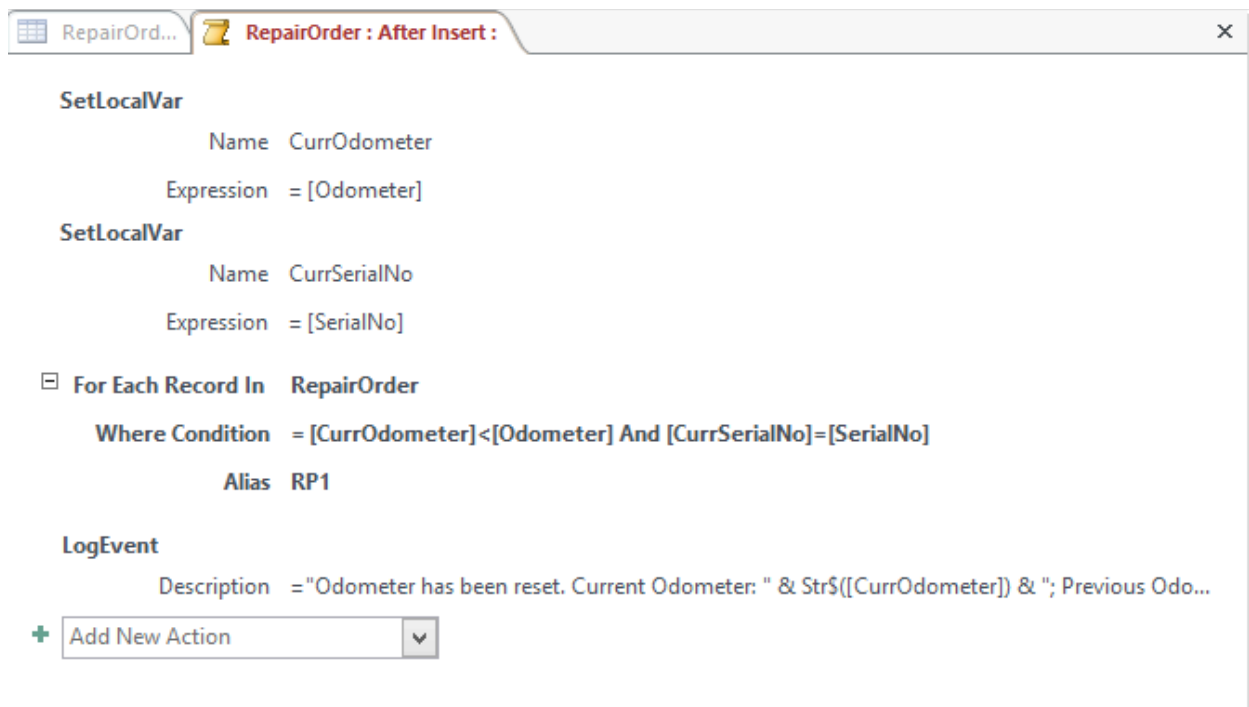 RepairOrd... RepairOrder : After Insert :
SetLocalVar
Name CurrOdometer
Expression = [Odometer]
SetLocalVar
Name CurrSerialNo
Expression = [SerialNo]
For Each Record In RepairOrder
Where Condition = [CurrOdometer]<[Odometer] And [CurrSerialNo]=[SerialNo]
Alias RP1
LogEvent
Description ="Odometer has been reset. Current Odometer: " & Str$([CurrOdometer]) & "; Previous Odo...
Add New Action